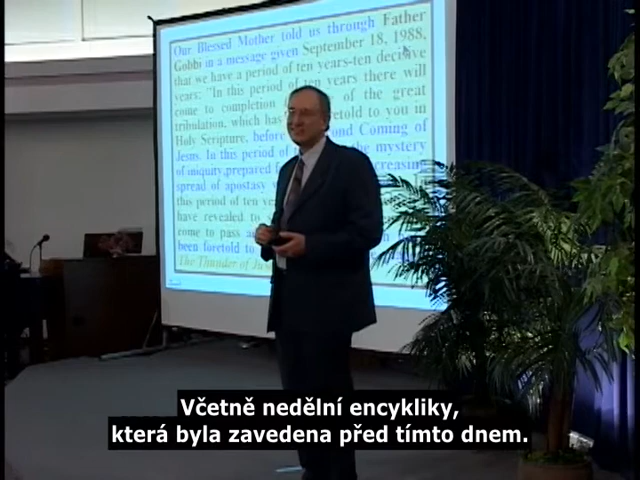 Our Blessed Mother told us through Father
Gobbi in a message given September 18, 1988,
that we have a period of ten years-ten decisive
years: "In this period of ten years there will
come to completion of the great
tribulation, which has foretold to you in
Holy Scripture, before Second Coming of
Jesus. In this period of the mystery
of iniquity, prepared increasing
spread of apostasy
this period of ten
have revealed to
come to pass
been foretold to
The Thunder of
Včetně nedělní encykliky,
která byla zavedena před tímto dnem.